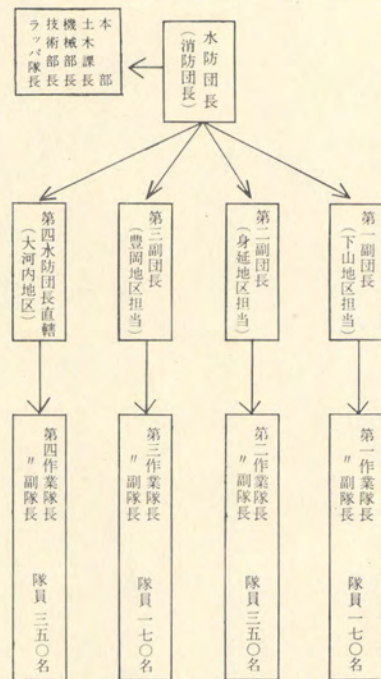 水防団長
(消防団長)
本部
土木課長
機械部長
技術部長
ラッパ隊長
第一副団長
(下山地区担当)
第二副団長
(身延地区担当)
第三副団長
(豊岡地区担当)
第四水防団長直轄
(大河内地区)
第一作業隊長
〃副隊長
隊員 一七〇名
第二作業隊長
〃副隊長
隊員 三五〇名
第三作業隊長
〃副隊長
隊員 一七〇名
第四作業隊長
〃副隊長
隊員 三五〇名